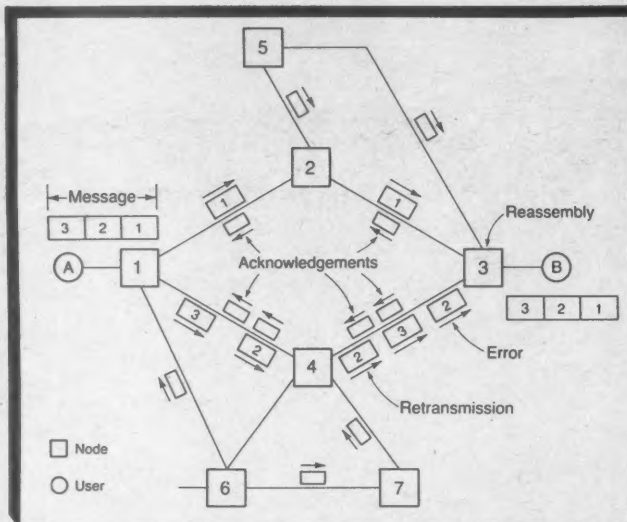 5
2
Message
1
1
3 2 1
Reassembly
A
1
Acknowledgements
3
B
3 2 1
3
2
4
2
3
2
Error
Retransmission
Node
User
6
7